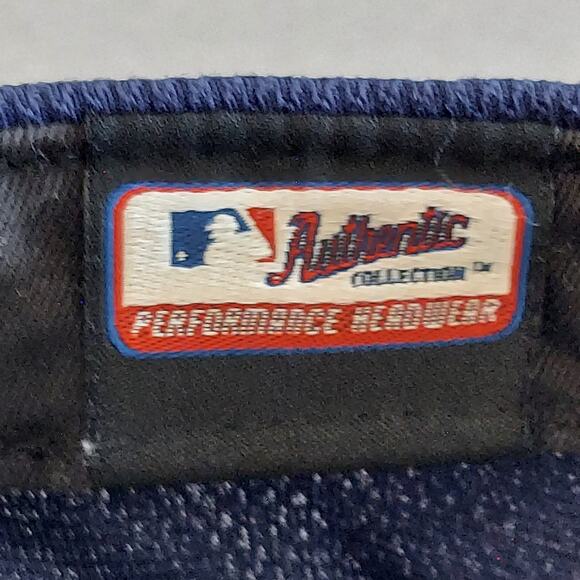 Authentic
COLLECTION ™
PERFORMANCE HEADWEAR